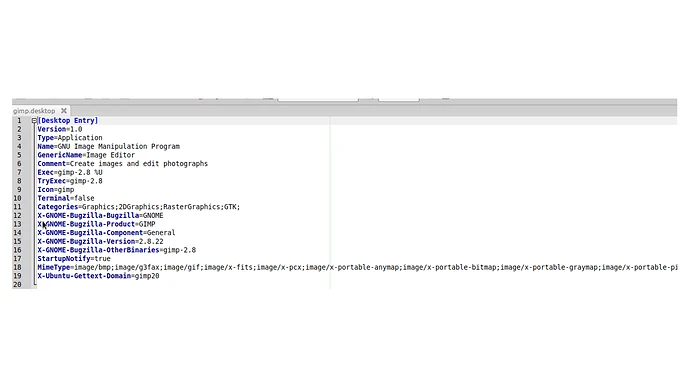 gimp.desktop
1 [Desktop Entry]
2 Version=1.0
3 Type=Application
4 Name=GNU Image Manipulation Program
5 GenericName=Image Editor
6 Comment=Create images and edit photographs
7 Exec=gimp-2.8 %U
8 TryExec=gimp-2.8
9 Icon=gimp
10 Terminal=false
11 Categories=Graphics;2DGraphics;RasterGraphics;GTK;
12 X-GNOME-Bugzilla-Bugzilla=GNOME
13 X-GNOME-Bugzilla-Product=GIMP
14 X-GNOME-Bugzilla-Component=General
15 X-GNOME-Bugzilla-Version=2.8.22
16 X-GNOME-Bugzilla-OtherBinaries=gimp-2.8
17 StartupNotify=true
18 MimeType=image/bmp;image/g3fax;image/gif;image/x-fits;image/x-pcx;image/x-portable-anymap;image/x-portable-bitmap;image/x-portable-graymap;image/x-portable-pi
19 X-Ubuntu-Gettext-Domain=gimp20
20